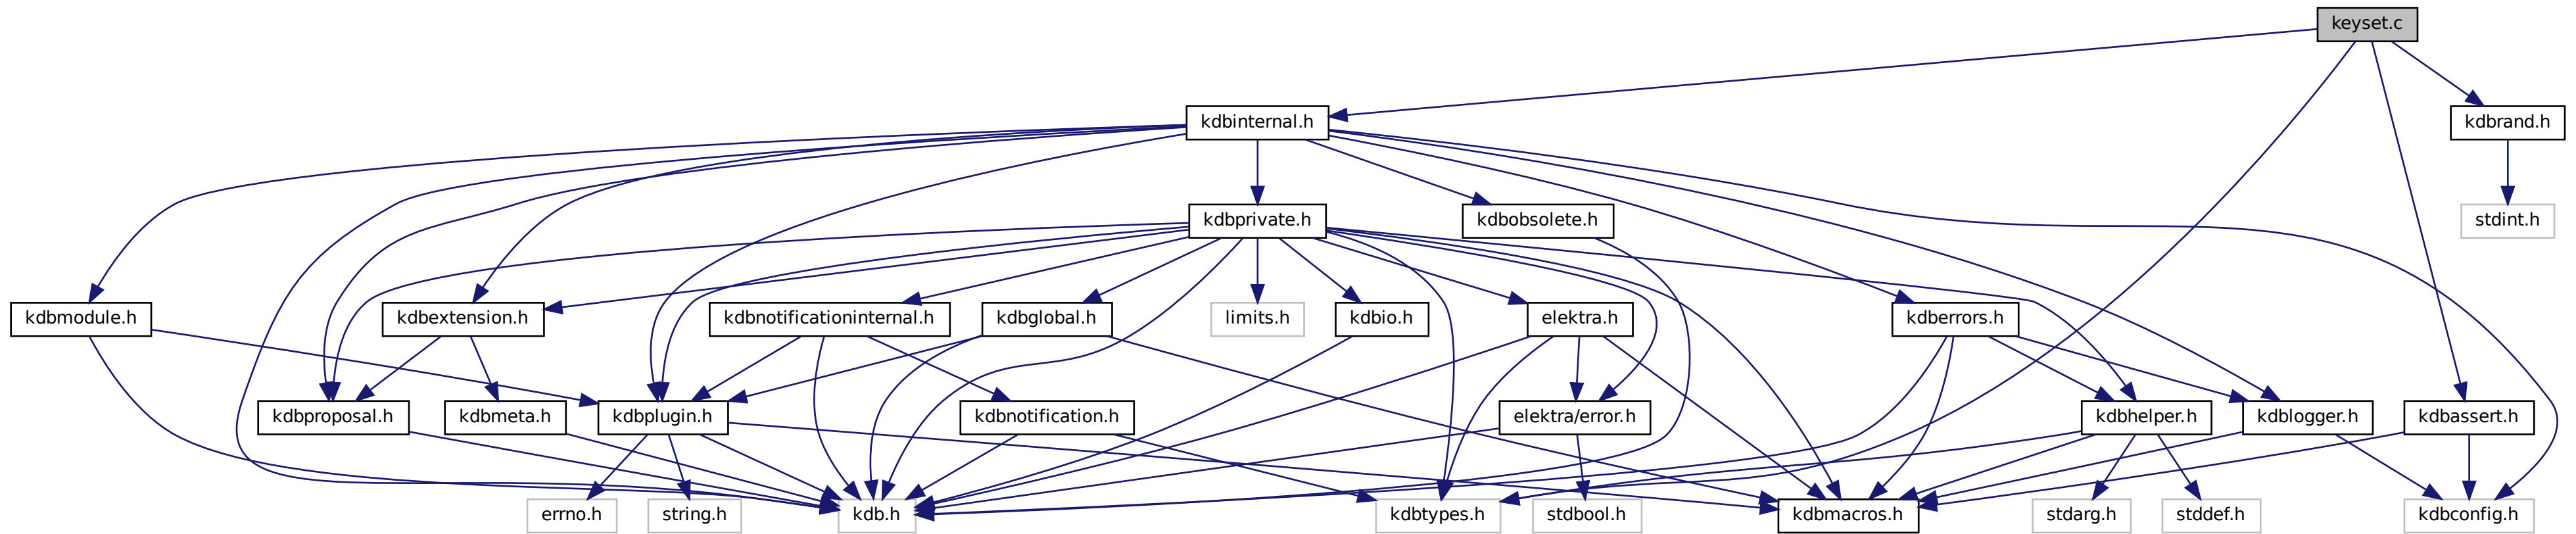 keyset.c
kdbinternal.h
kdbrand.h
kdbprivate.h
kdbobsolete.h
stdint.h
kdbmodule.h
kdbextension.h
kdbnotificationinternal.h
kdbglobal.h
limits.h
kdbio.h
elektra.h
kdberrors.h
kdbproposal.h
kdbmeta.h
kdbplugin.h
kdbnotification.h
elektra/error.h
kdbhelper.h
kdblogger.h
kdbassert.h
errno.h
string.h
kdb.h
kdbtypes.h
stdbool.h
kdbmacros.h
stdarg.h
stddef.h
kdbconfig.h